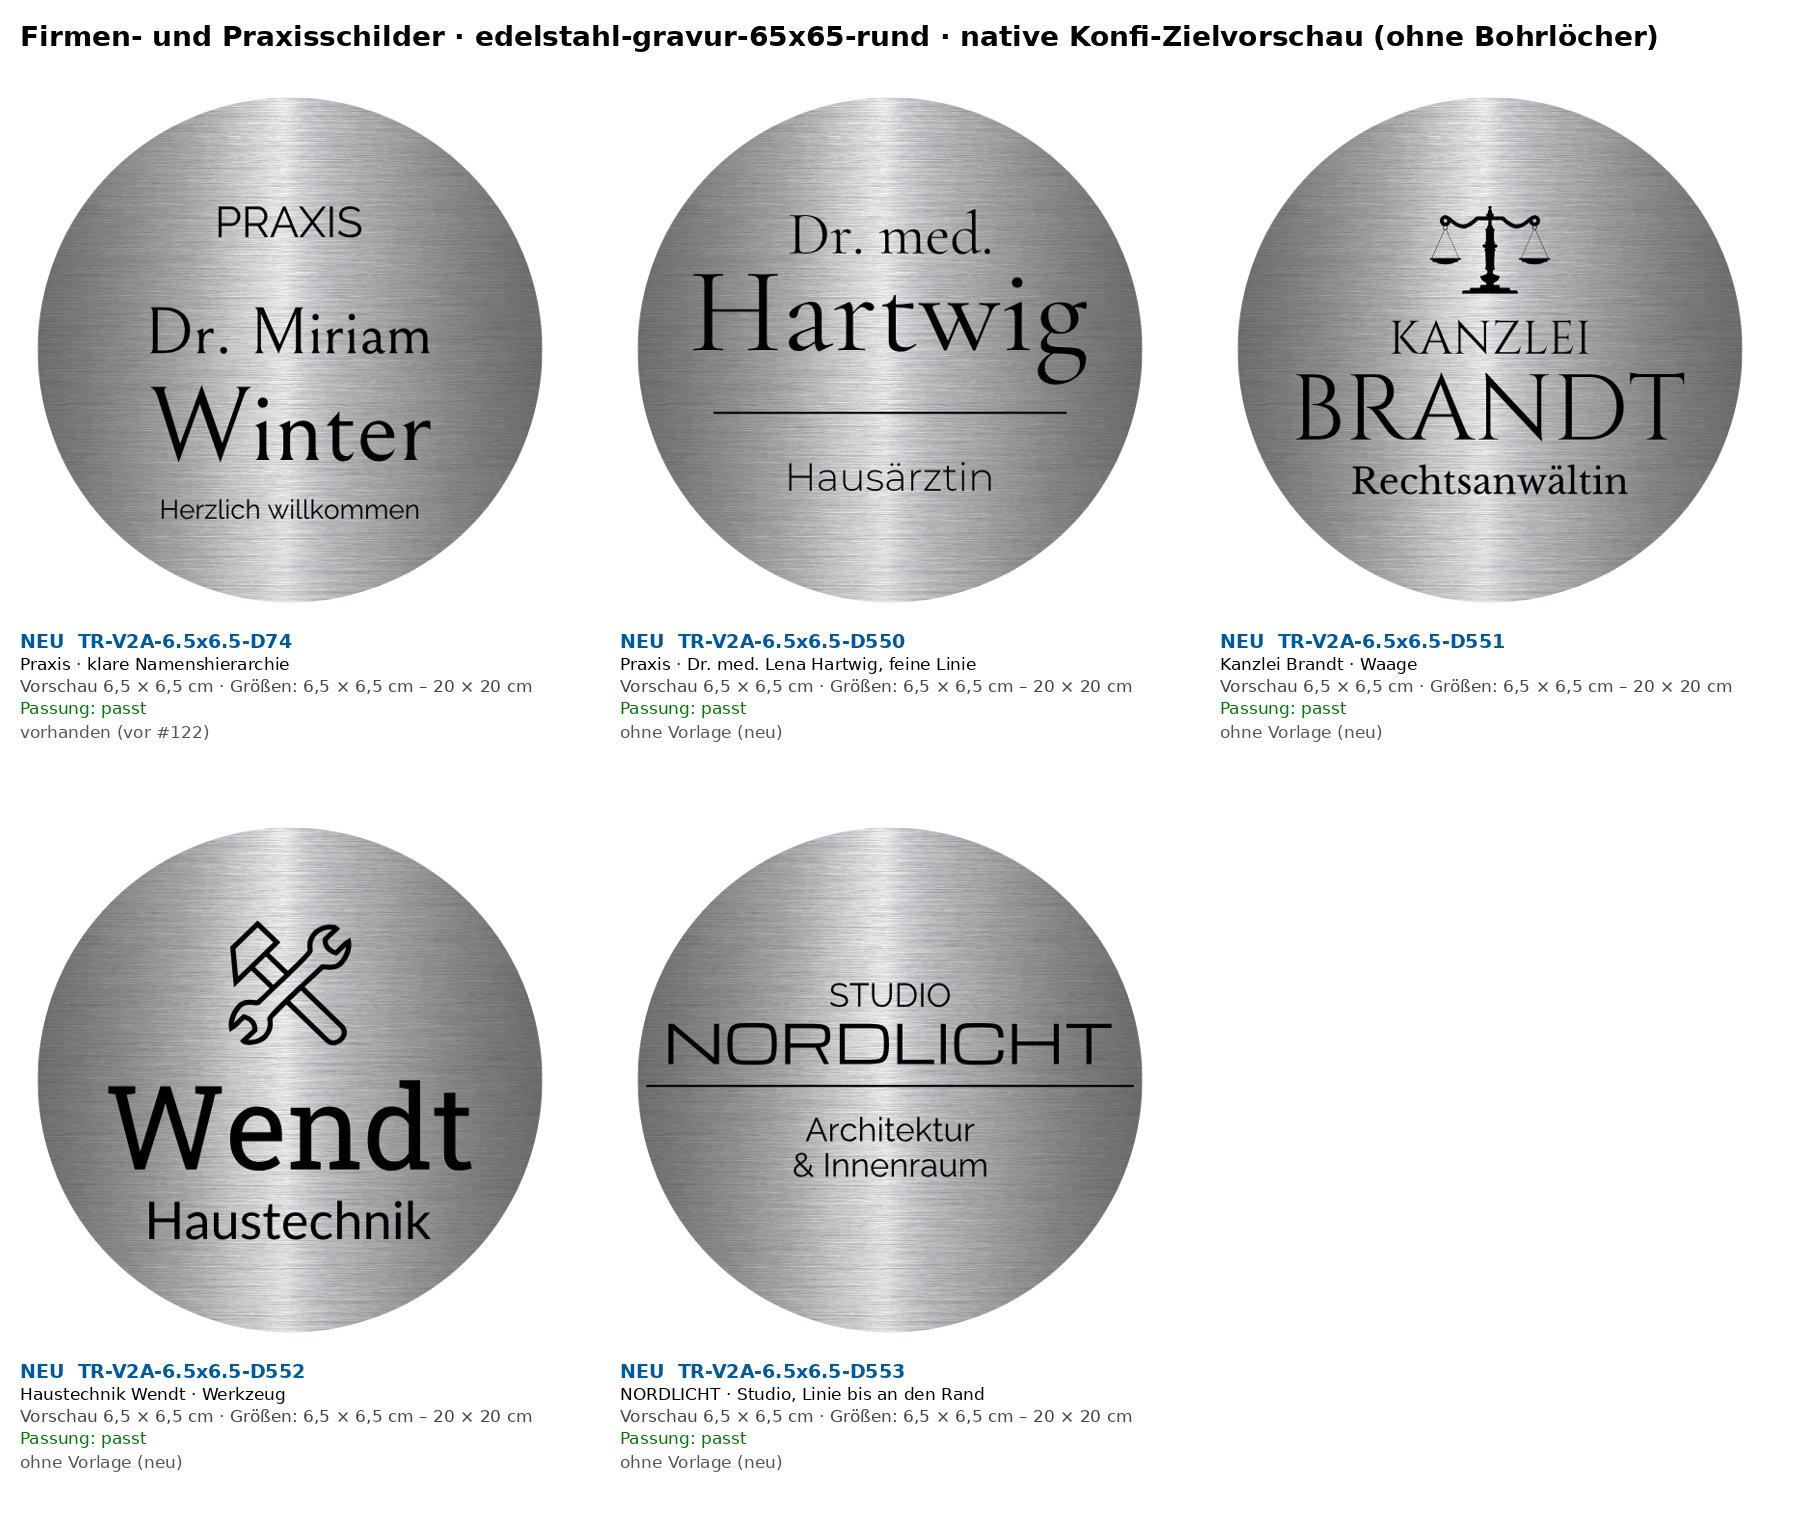 Firmen- und Praxisschilder · edelstahl-gravur-65x65-rund · native Konfi-Zielvorschau (ohne Bohrlöcher)
PRAXIS
Dr. Miriam
Winter
Herzlich willkommen
NEU TR-V2A-6.5x6.5-D74
Praxis · klare Namenshierarchie
Vorschau 6,5 × 6,5 cm · Größen: 6,5 × 6,5 cm – 20 × 20 cm
Passung: passt
vorhanden (vor #122)
Dr. med.
Hartwig
Hausärztin
NEU TR-V2A-6.5x6.5-D550
Praxis · Dr. med. Lena Hartwig, feine Linie
Vorschau 6,5 × 6,5 cm · Größen: 6,5 × 6,5 cm – 20 × 20 cm
Passung: passt
ohne Vorlage (neu)
KANZLEI
BRANDT
Rechtsanwältin
NEU TR-V2A-6.5x6.5-D551
Kanzlei Brandt · Waage
Vorschau 6,5 × 6,5 cm · Größen: 6,5 × 6,5 cm – 20 × 20 cm
Passung: passt
ohne Vorlage (neu)
Wendt
Haustechnik
NEU TR-V2A-6.5x6.5-D552
Haustechnik Wendt · Werkzeug
Vorschau 6,5 × 6,5 cm · Größen: 6,5 × 6,5 cm – 20 × 20 cm
Passung: passt
ohne Vorlage (neu)
STUDIO
NORDLICHT
Architektur
& Innenraum
NEU TR-V2A-6.5x6.5-D553
NORDLICHT · Studio, Linie bis an den Rand
Vorschau 6,5 × 6,5 cm · Größen: 6,5 × 6,5 cm – 20 × 20 cm
Passung: passt
ohne Vorlage (neu)